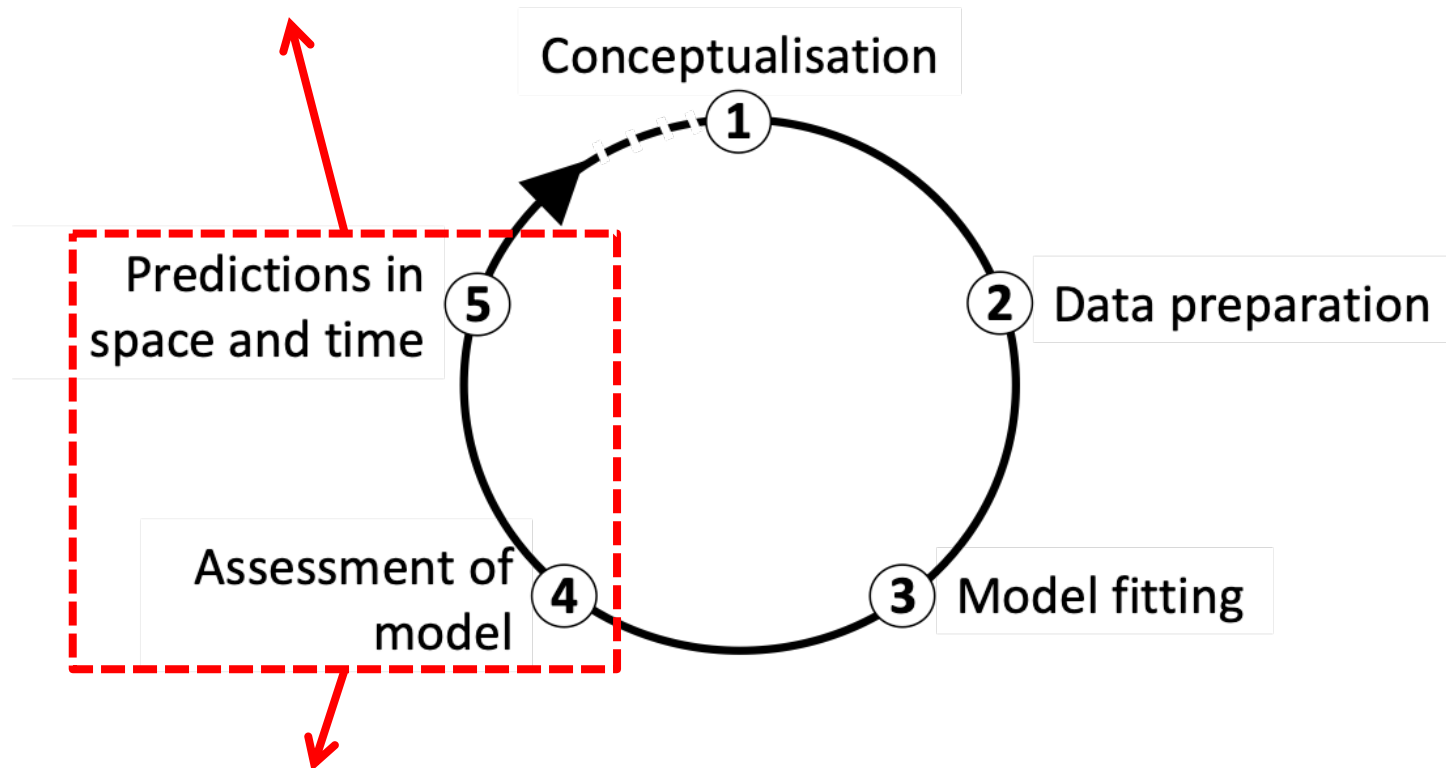 Conceptualisation
1
2
Data preparation
3
Model fitting
4
Assessment of
model
5
Predictions in
space and time